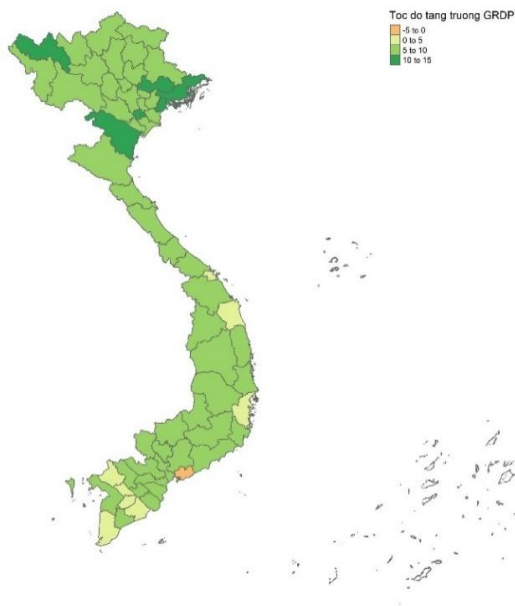 Toc do tang truong GRDP
-5 to 0
0 to 5
5 to 10
10 to 15